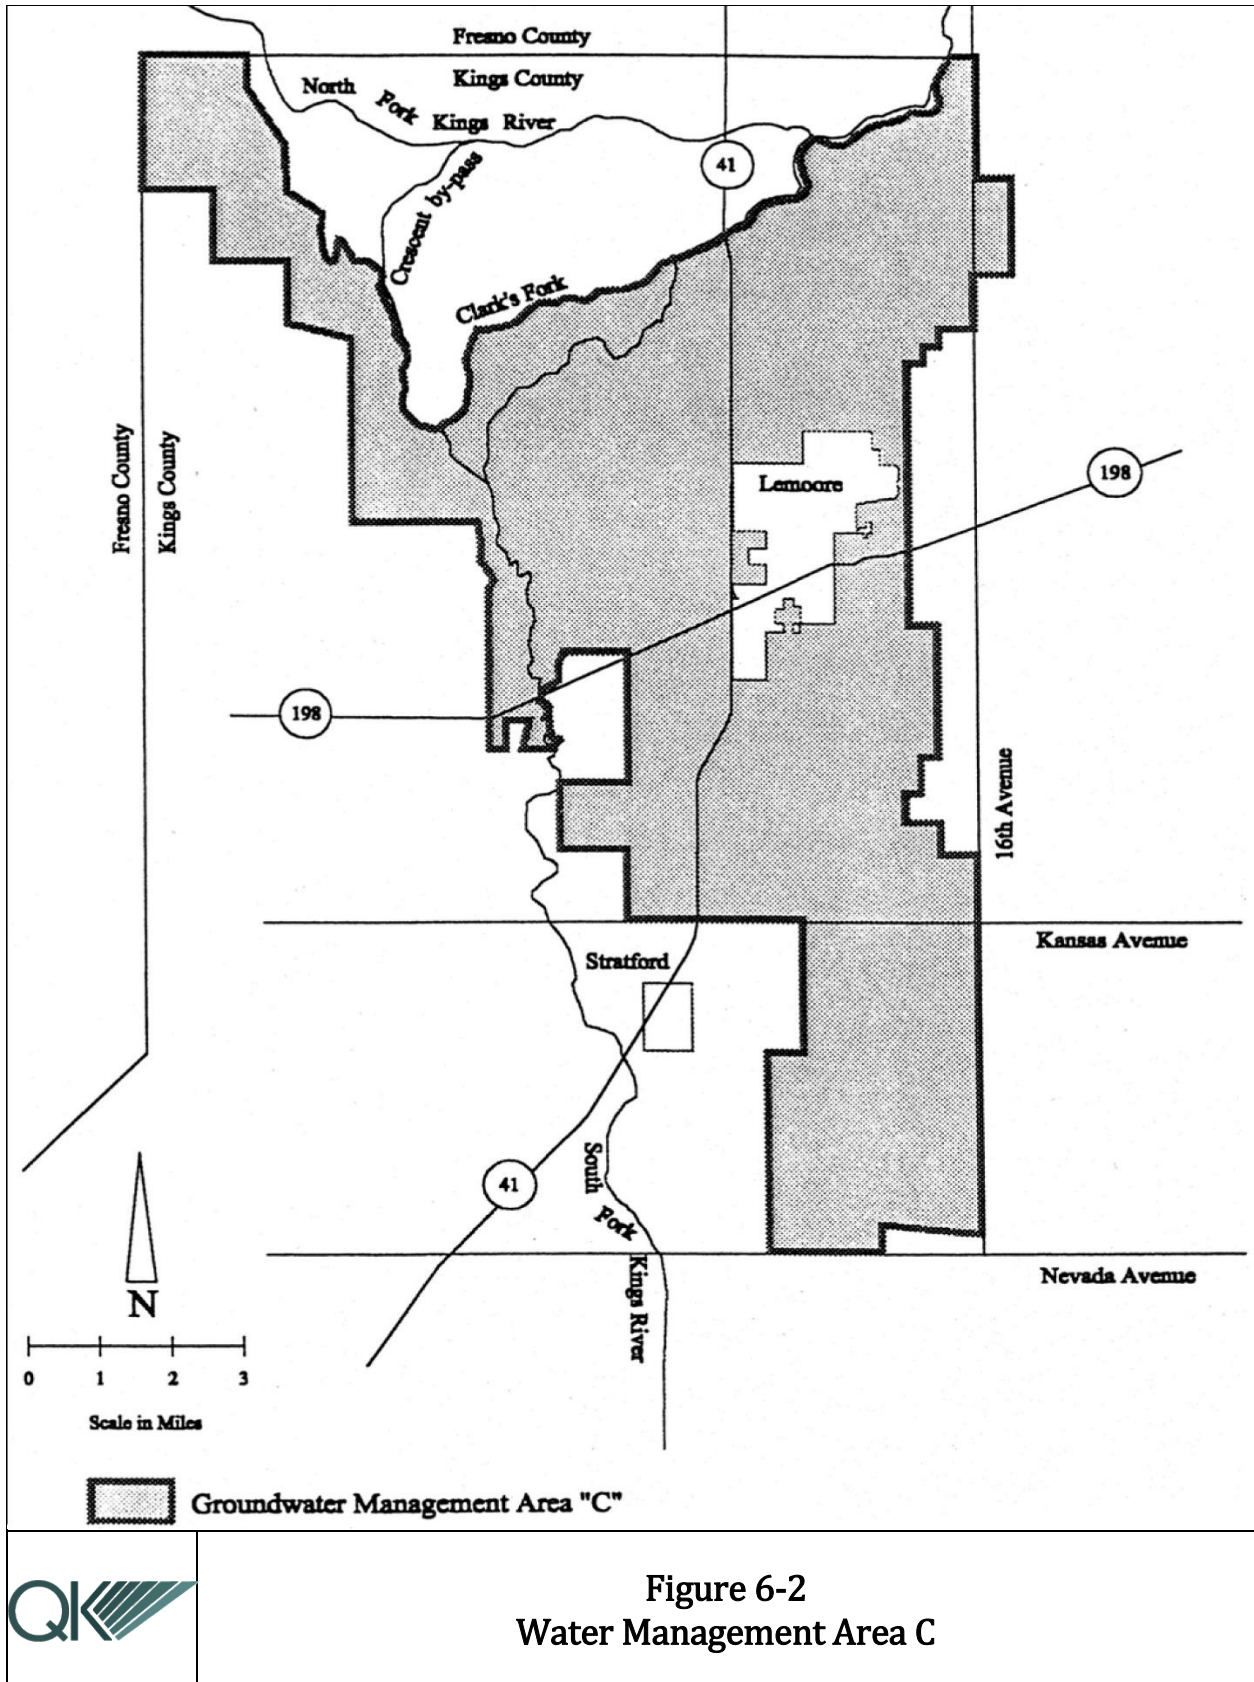 Fresno County
Kings County
North Fork Kings River
41
Crescent by-pass
Clark's Fork
Fresno County
Kings County
Lemoore
198
198
16th Avenue
Kansas Avenue
Stratford
41
South Fork Kings River
Nevada Avenue
N
0 1 2 3
Scale in Miles
Groundwater Management Area "C"
QK
Figure 6-2
Water Management Area C